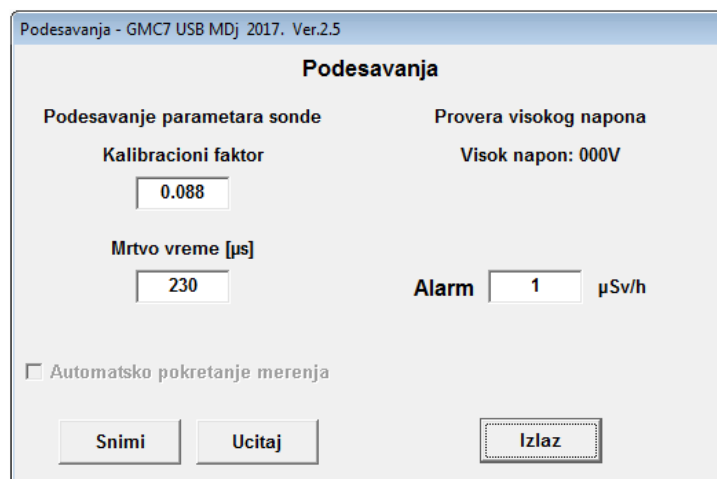 Podesavanja - GMC7 USB MDj 2017. Ver.2.5
Podesavanja
Podesavanje parametara sonde
Provera visokog napona
Kalibracioni faktor
Visok napon: 000V
0.088
Mrtvo vreme [µs]
230
Alarm 1 µSv/h
Automatsko pokretanje merenja
Snimi Ucitaj Izlaz